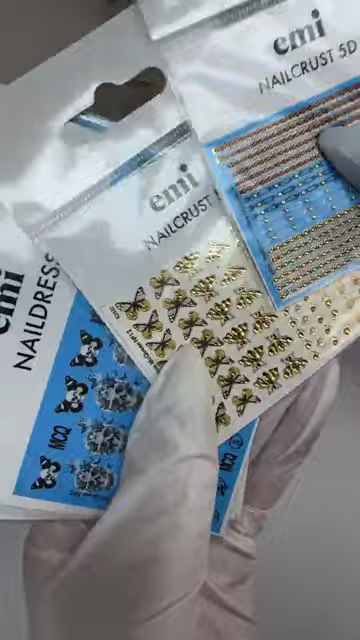 emi
NAILCRUST 5D
emi
NAILCRUST
emi
NAILDRESS
MCQ
MCQ